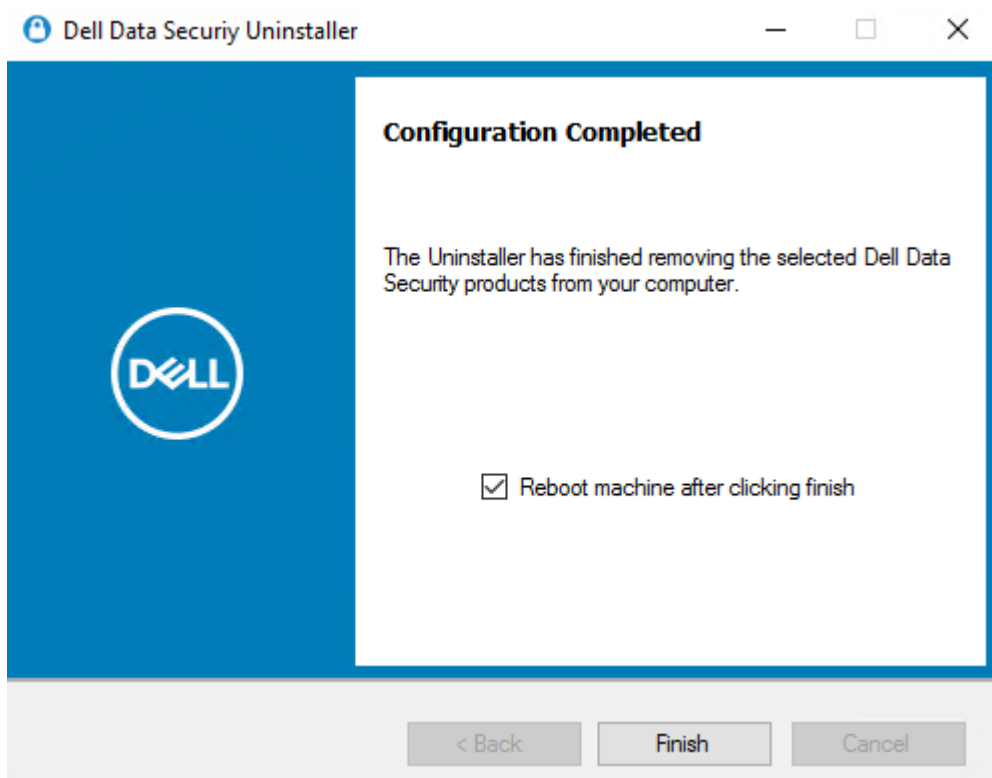 Dell Data Securiy Uninstaller
Configuration Completed
The Uninstaller has finished removing the selected Dell Data
Security products from your computer.
DELL
Reboot machine after clicking finish
< Back
Finish
Cancel